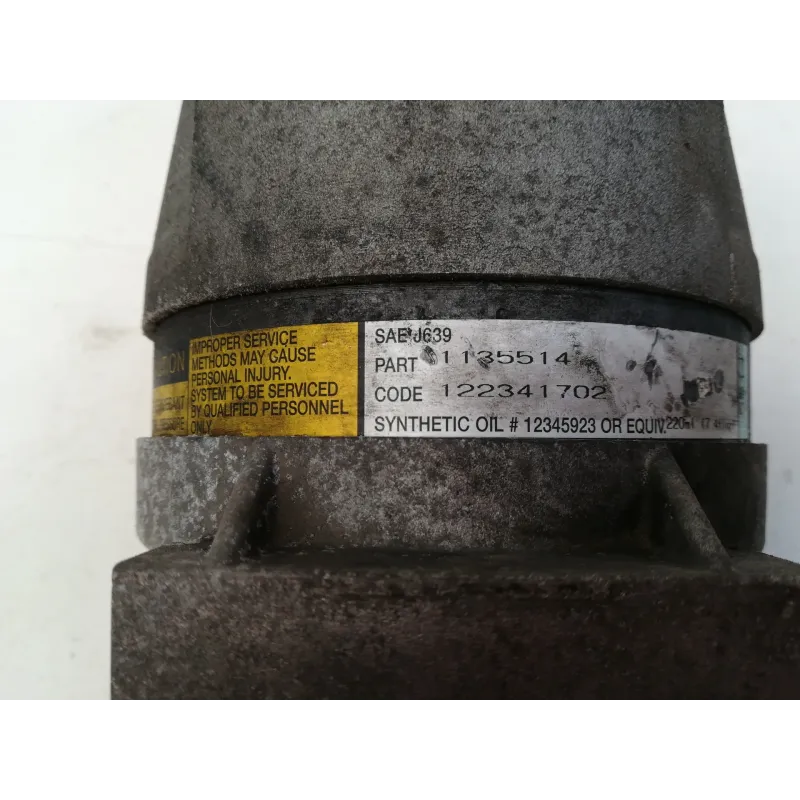 IMPROPER SERVICE
METHODS MAY CAUSE
PERSONAL INJURY.
SYSTEM TO BE SERVICED
BY QUALIFIED PERSONNEL
ONLY.
SAE J639
PART 1135514
CODE 122341702
SYNTHETIC OIL # 12345923 OR EQUIV.